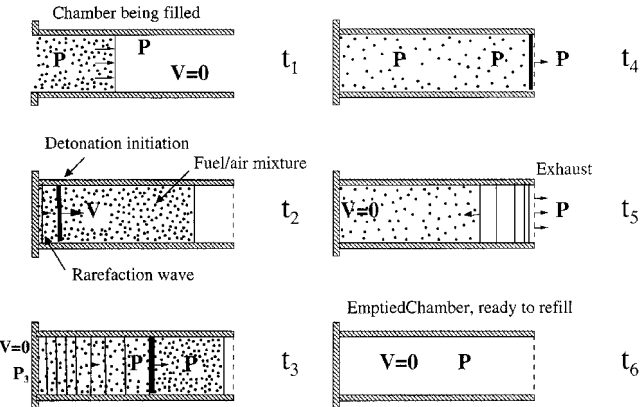 Chamber being filled
P
P
V=0
t1
P
P
P
t4
Detonation initiation
Fuel/air mixture
V
t2
Rarefaction wave
Exhaust
V=0
P
t5
V=0
P3
P
P
t3
EmptiedChamber, ready to refill
V=0
P
t6